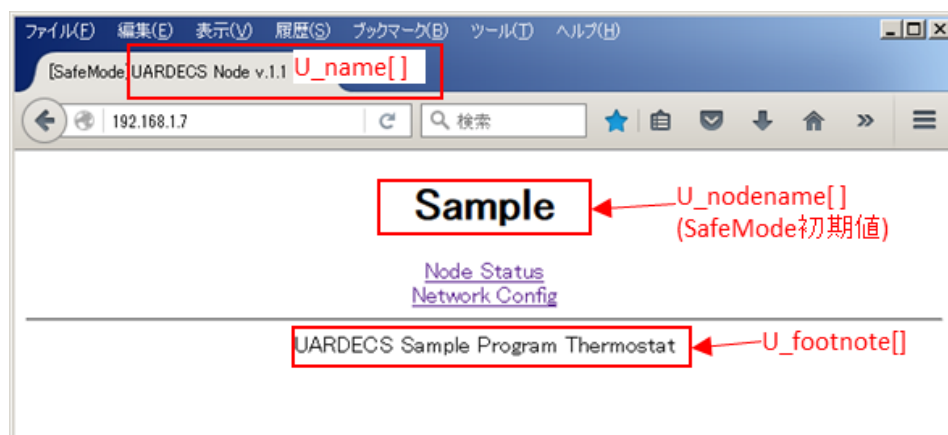 ファイル(F) 編集(E) 表示(V) 履歴(S) ブックマーク(B) ツール(T) ヘルプ(H)
[SafeMode]UARDECS Node v.1.1 U_name[]
192.168.1.7 検索
Sample
U_nodename[]
(SafeMode初期値)
Node Status
Network Config
UARDECS Sample Program Thermostat
U_footnote[]